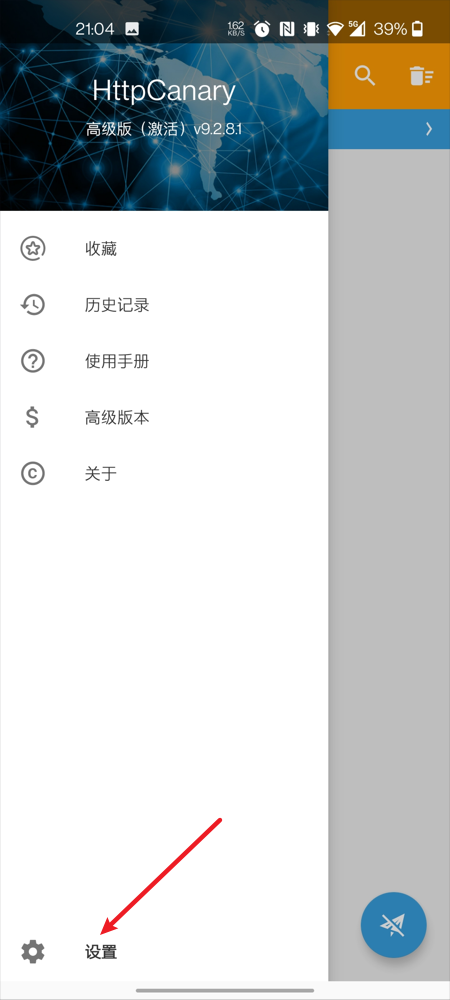 21:04 1.62 KB/S 5G 39%
HttpCanary
高级版（激活）v9.2.8.1
收藏
历史记录
使用手册
高级版本
关于
设置